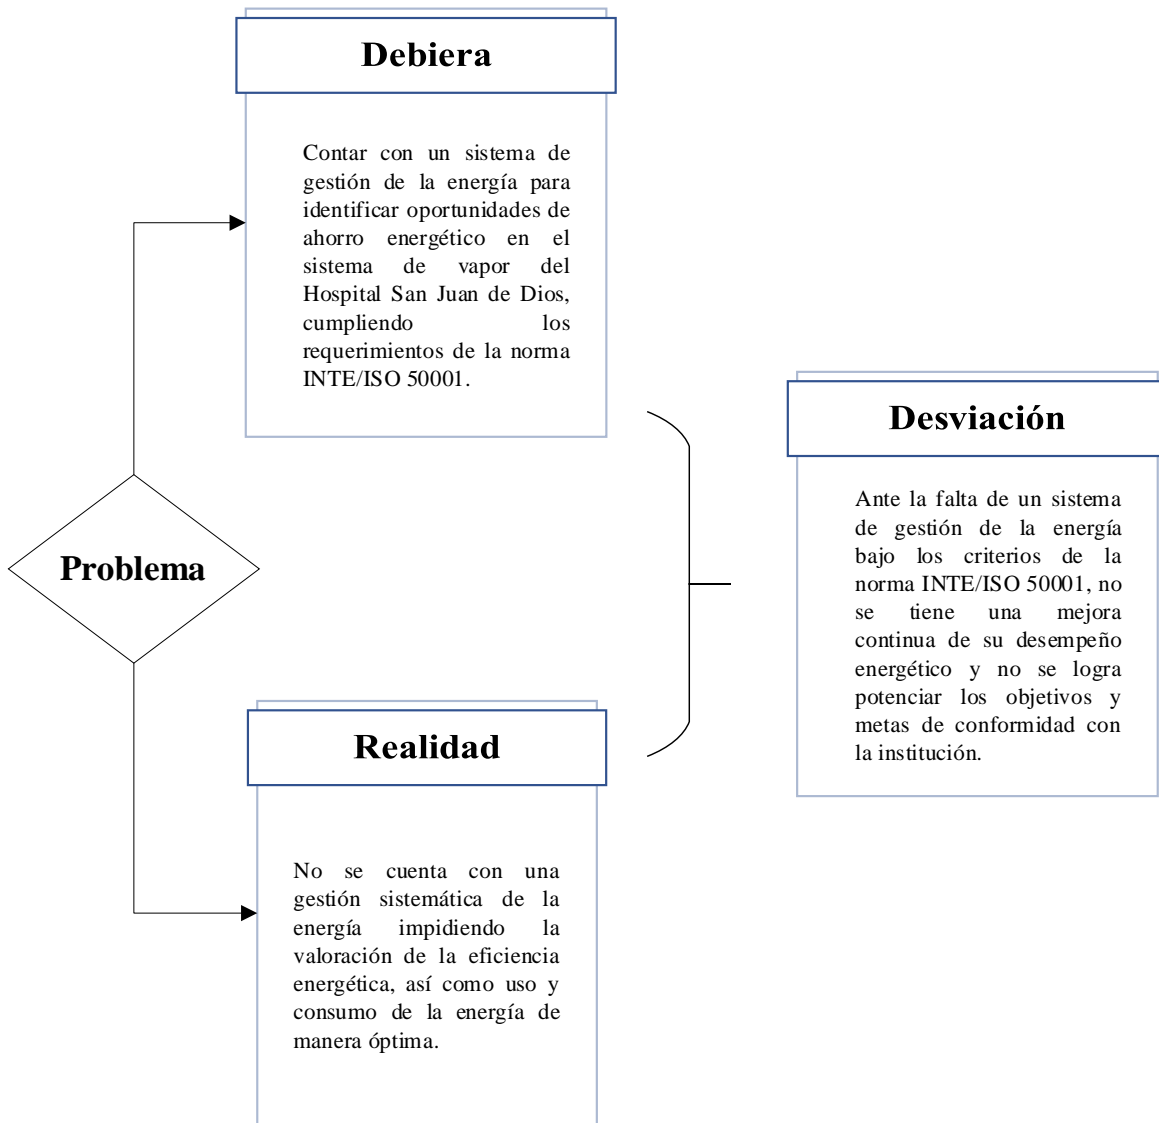 Debiera
Contar con un sistema de
gestión de la energía para
identificar oportunidades de
ahorro energético en el
sistema de vapor del
Hospital San Juan de Dios,
cumpliendo los
requerimientos de la norma
INTE/ISO 50001.
Problema
Desviación
Ante la falta de un sistema
de gestión de la energía
bajo los criterios de la
norma INTE/ISO 50001, no
se tiene una mejora
continua de su desempeño
energético y no se logra
potenciar los objetivos y
metas de conformidad con
la institución.
Realidad
No se cuenta con una
gestión sistemática de la
energía impidiendo la
valoración de la eficiencia
energética, así como uso y
consumo de la energía de
manera óptima.